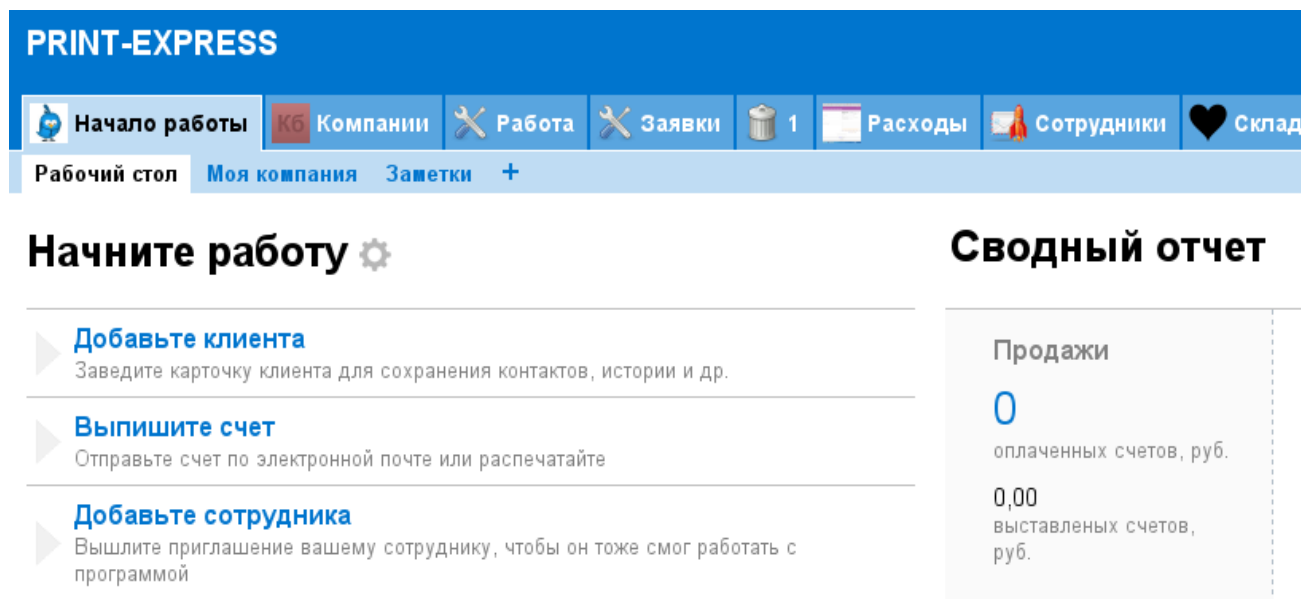 PRINT-EXPRESS
Начало работы Кб Компании Работа Заявки 1 Расходы Сотрудники Склад
Рабочий стол Моя компания Заметки +
Начните работу
Добавьте клиента
Заведите карточку клиента для сохранения контактов, истории и др.
Выпишите счет
Отправьте счет по электронной почте или распечатайте
Добавьте сотрудника
Вышлите приглашение вашему сотруднику, чтобы он тоже смог работать с
программой
Сводный отчет
Продажи
0
оплаченных счетов, руб.
0,00
выставленых счетов,
руб.